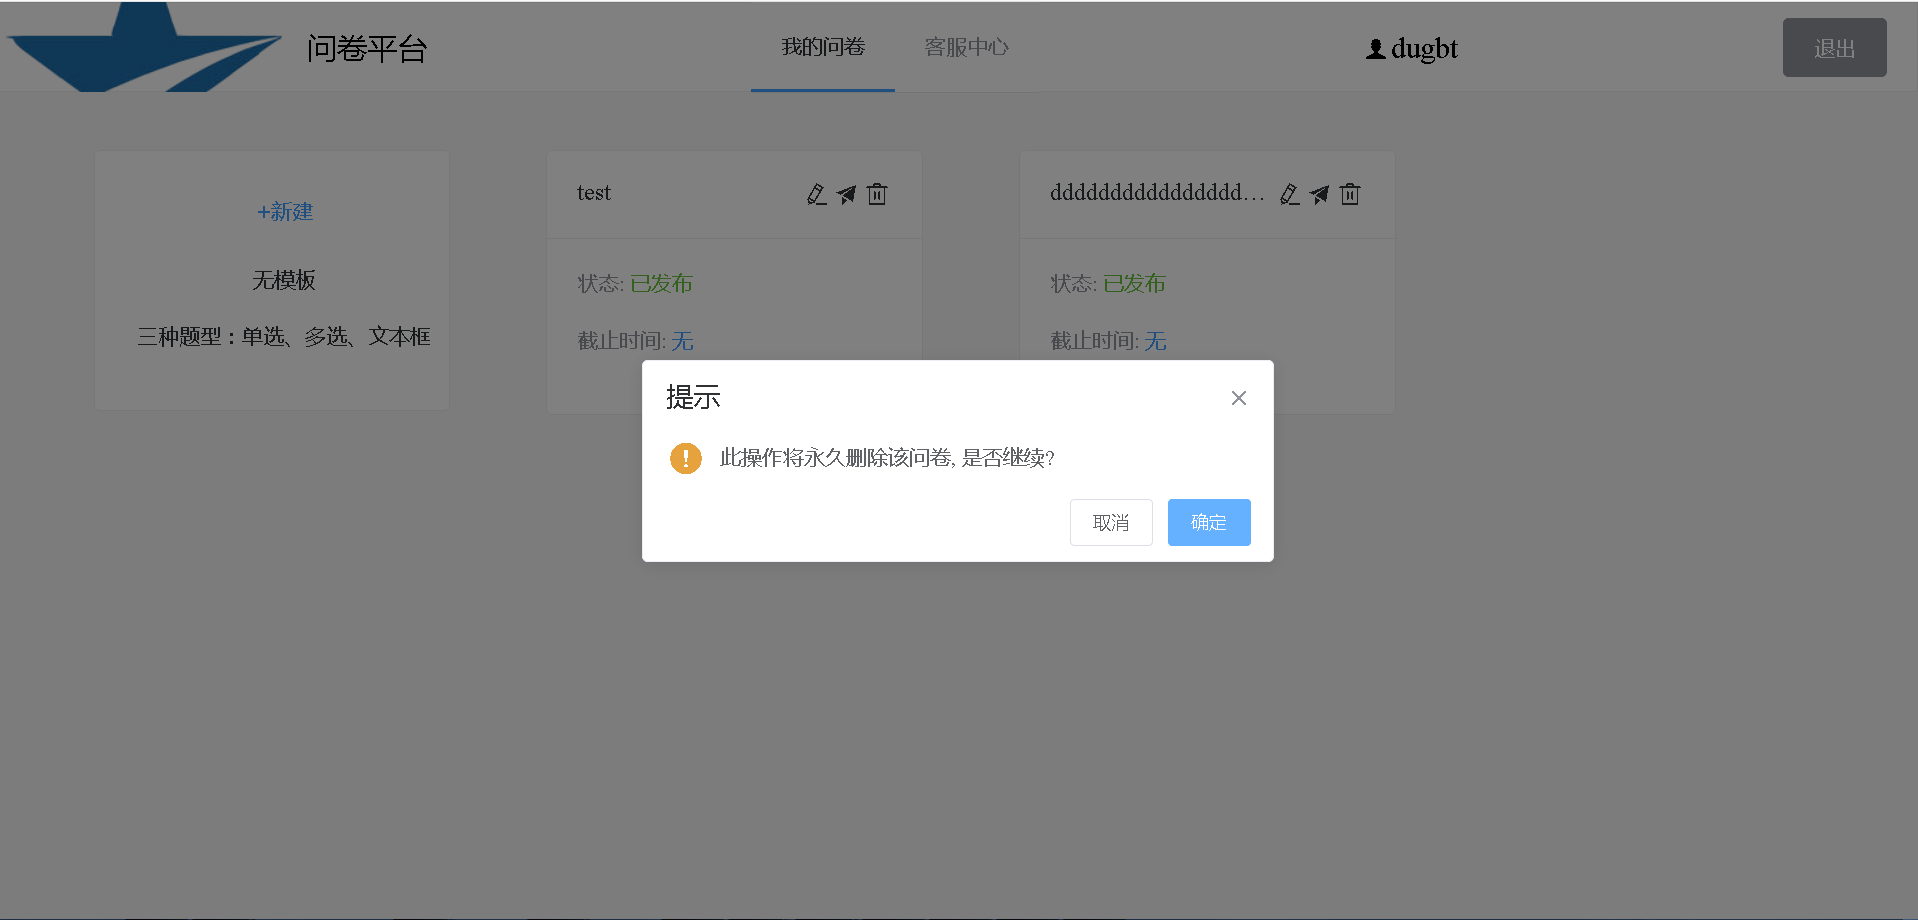 问卷平台
我的问卷
客服中心
dugbt
退出
+新建
无模板
三种题型：单选、多选、文本框
test
状态: 已发布
截止时间: 无
dddddddddddddddd...
状态: 已发布
截止时间: 无
提示
此操作将永久删除该问卷, 是否继续?
取消
确定